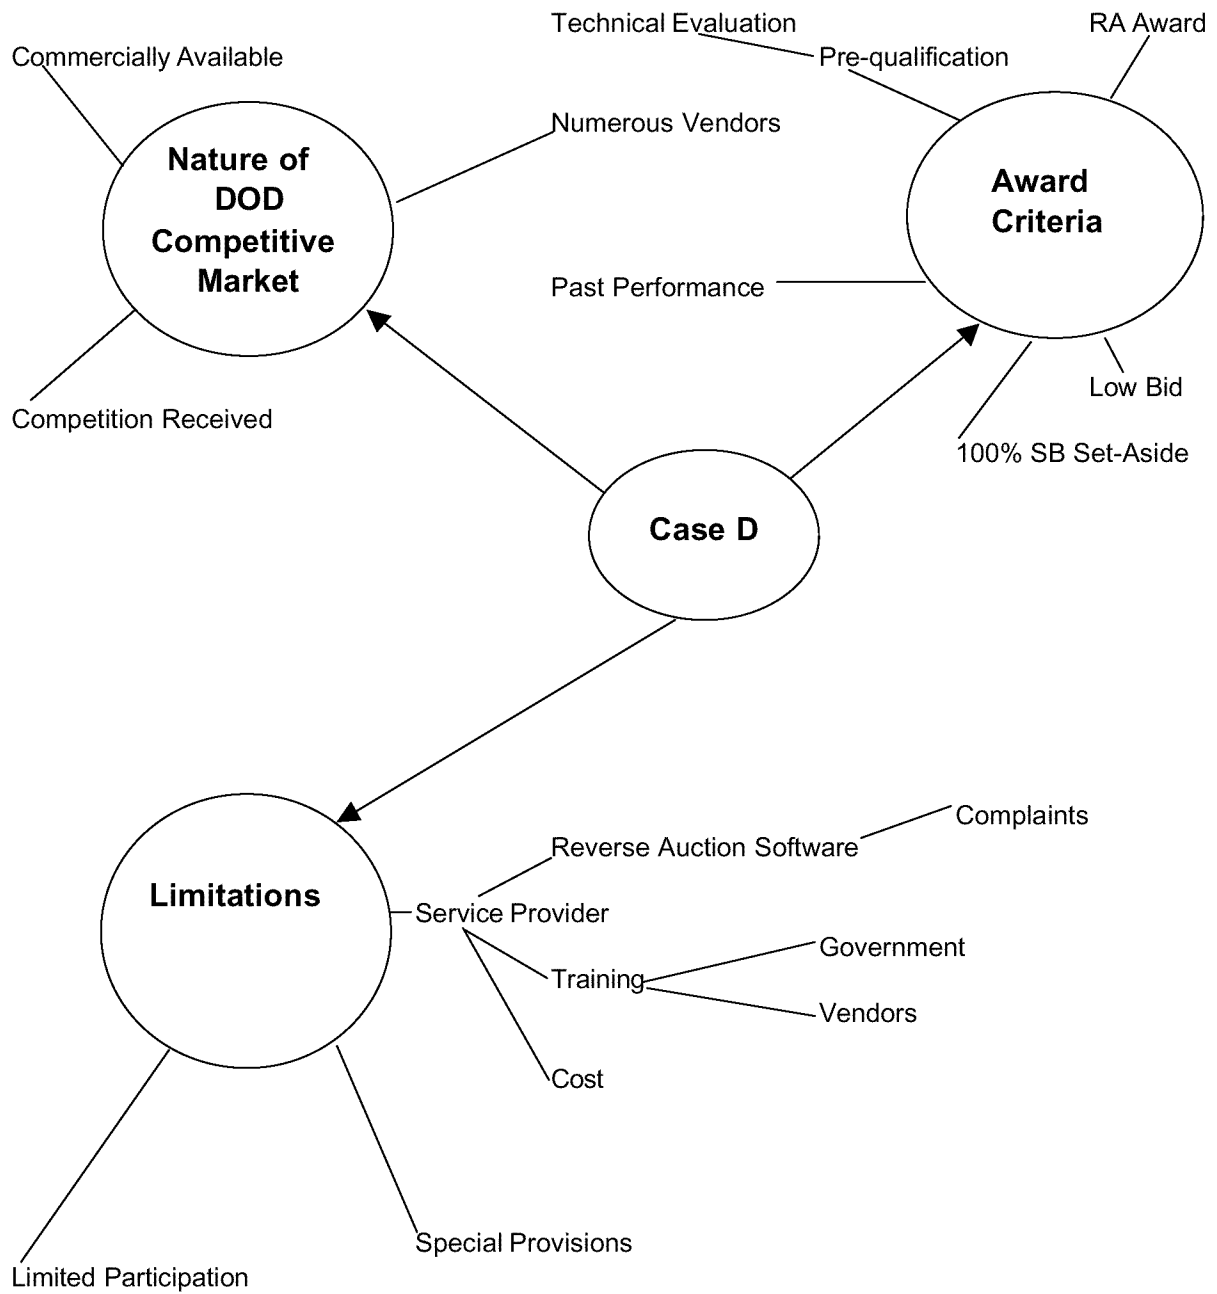 Technical Evaluation
RA Award
Commercially Available
Pre-qualification
Numerous Vendors
Nature of
DOD
Competitive
Market
Award
Criteria
Past Performance
Low Bid
Competition Received
100% SB Set-Aside
Case D
Complaints
Reverse Auction Software
Limitations
Service Provider
Government
Training
Vendors
Cost
Special Provisions
Limited Participation